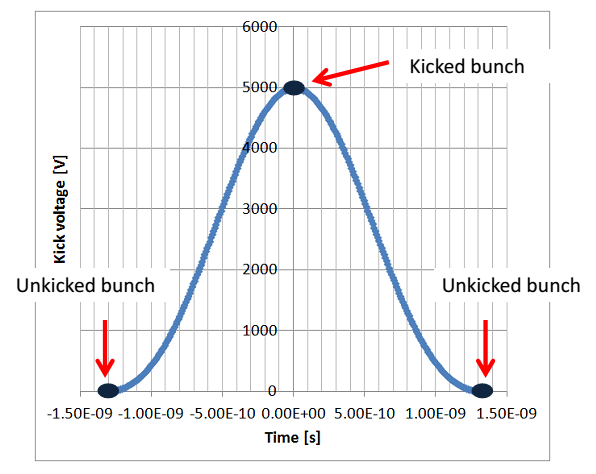 6000
Kicked bunch
5000
4000
Kick voltage [V]
3000
2000
Unkicked bunch
Unkicked bunch
1000
0
-1.50E-09 -1.00E-09 -5.00E-10 0.00E+00 5.00E-10 1.00E-09 1.50E-09
Time [s]